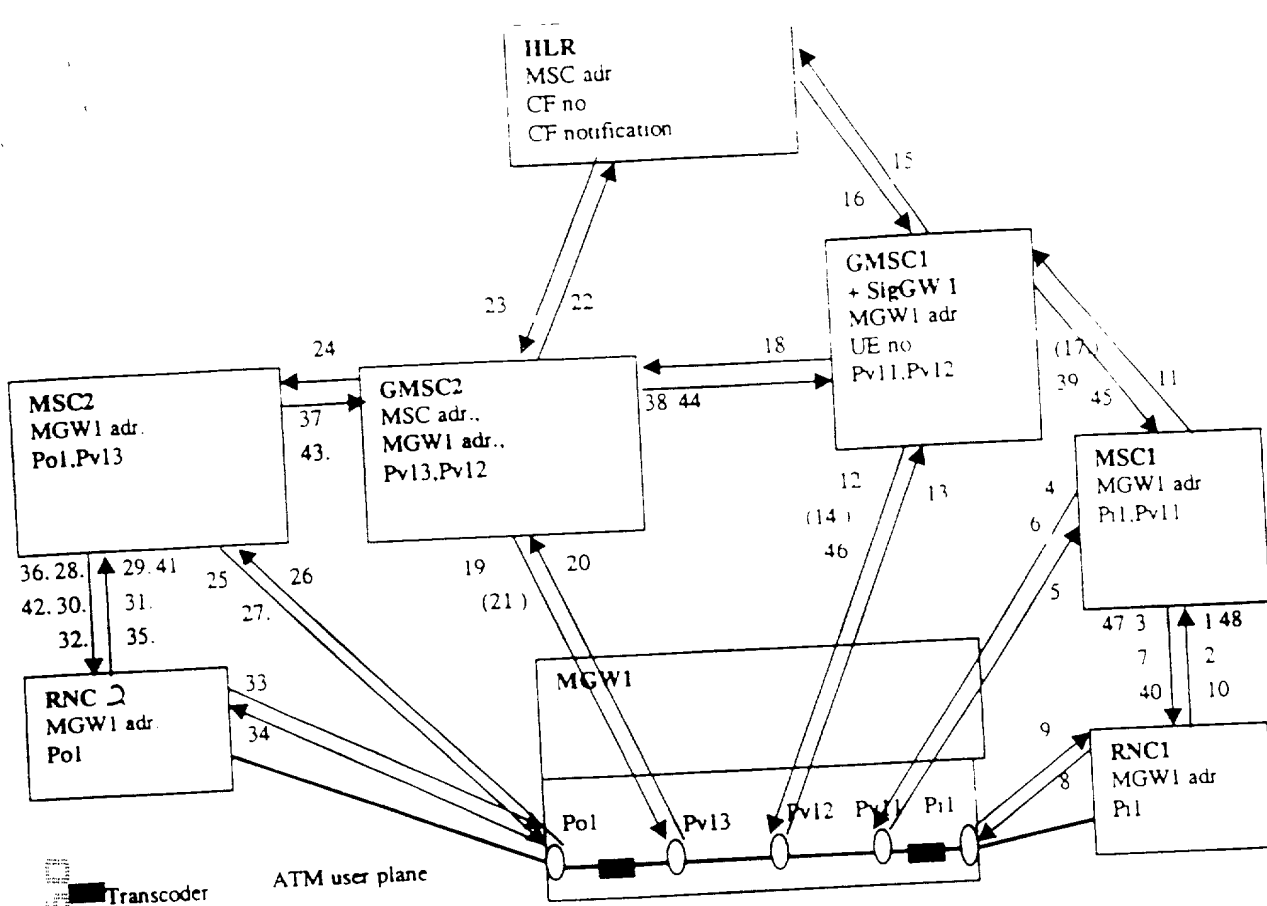 HLR
MSC adr
CF no
CF notification
15
16
GMSC1
+ SigGW 1
MGW1 adr
UE no
Pv11,Pv12
23
22
24
18
(17.)
39
45
11
MSC2
MGW1 adr.
Po1,Pv13
37
43.
GMSC2
MSC adr.,
MGW1 adr.,
Pv13,Pv12
38 44
MSC1
MGW1 adr
Pi1,Pv11
12
(14 )
46
13
4
6
5
36. 28.
42. 30.
32.
29. 41
31.
35.
25
27.
26
19
(21 )
20
47 3
7
40
1 48
2
10
RNC 2
MGW1 adr
Po1
33
34
MGW1
9
8
RNC1
MGW1 adr
Pi1
Po1
Pv13
Pv12
Pv11
Pi1
Transcoder
ATM user plane